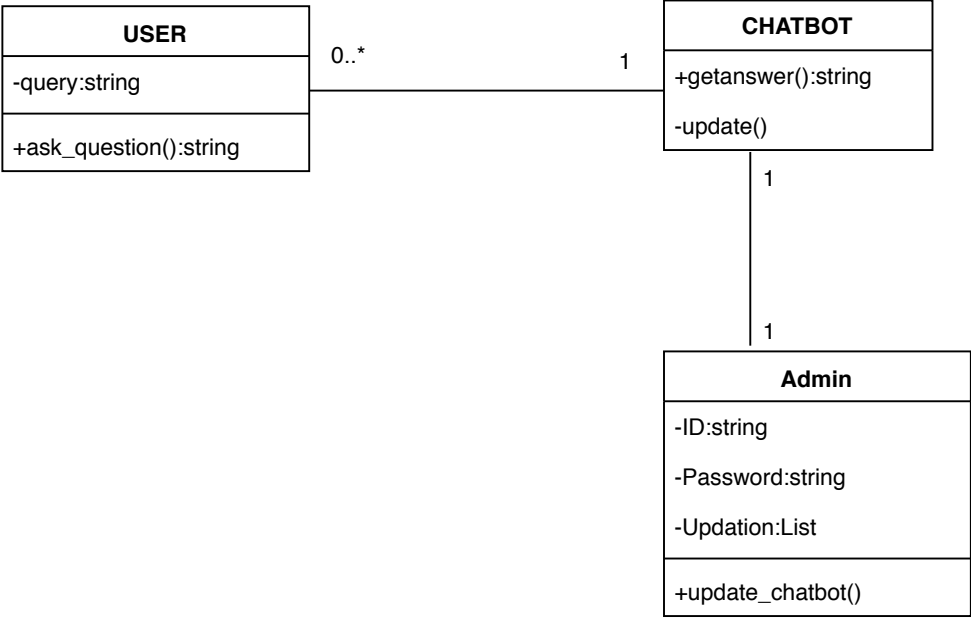 USER
-query:string
+ask_question():string
0..*
1
CHATBOT
+getanswer():string
-update()
1
1
Admin
-ID:string
-Password:string
-Updation:List
+update_chatbot()